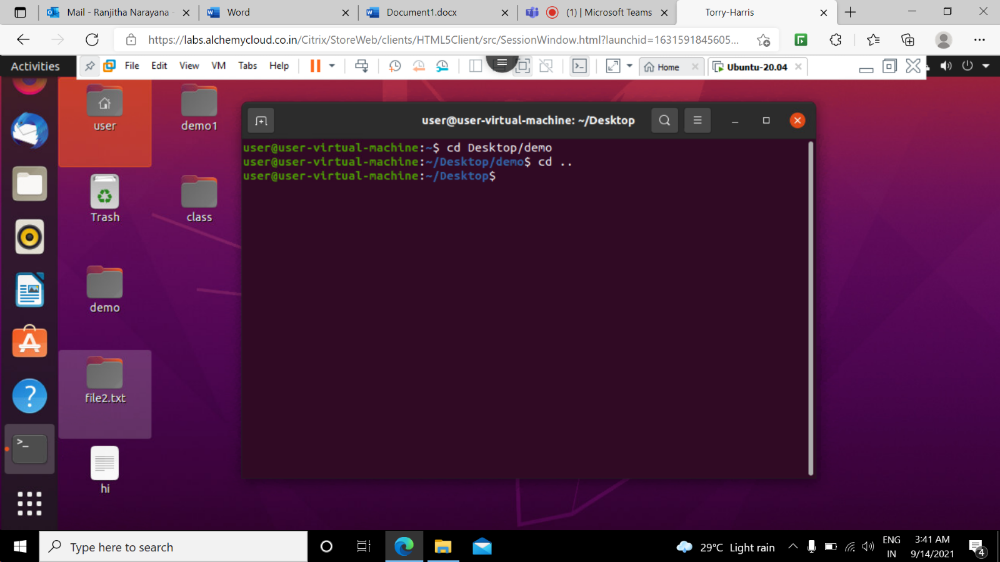 Mail - Ranjitha Narayana -
Word
Document1.docx
(1) | Microsoft Teams
Torry-Harris
https://labs.alchemycloud.co.in/Citrix/StoreWeb/clients/HTML5Client/src/SessionWindow.html?launchid=1631591845605...
Activities
File Edit View VM Tabs Help
Home
Ubuntu-20.04
user
demo1
Trash
class
demo
file2.txt
hi
user@user-virtual-machine: ~/Desktop
user@user-virtual-machine:~$ cd Desktop/demo
user@user-virtual-machine:~/Desktop/demo$ cd ..
user@user-virtual-machine:~/Desktop$
Type here to search
29°C Light rain
ENG
IN
3:41 AM
9/14/2021
4